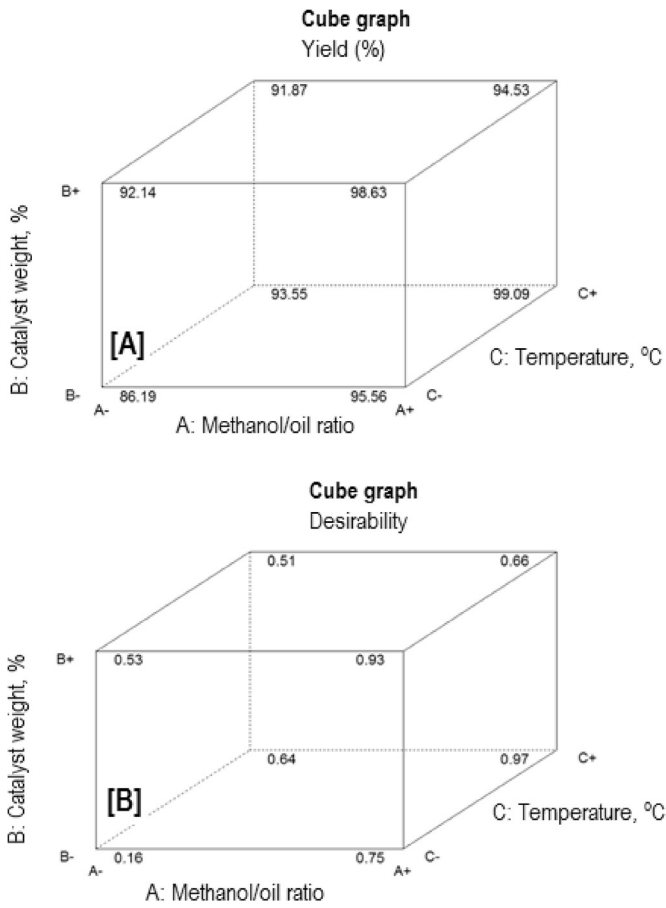 Cube graph
Yield (%)
91.87 94.53
B+ 92.14 98.63
93.55 99.09 C+
[A]
B: Catalyst weight, %
C: Temperature, ⁰C
B- 86.19 95.56 C-
A- A+
A: Methanol/oil ratio
Cube graph
Desirability
0.51 0.66
B+ 0.53 0.93
0.64 0.97 C+
[B]
B: Catalyst weight, %
C: Temperature, ⁰C
B- 0.16 0.75 C-
A- A+
A: Methanol/oil ratio